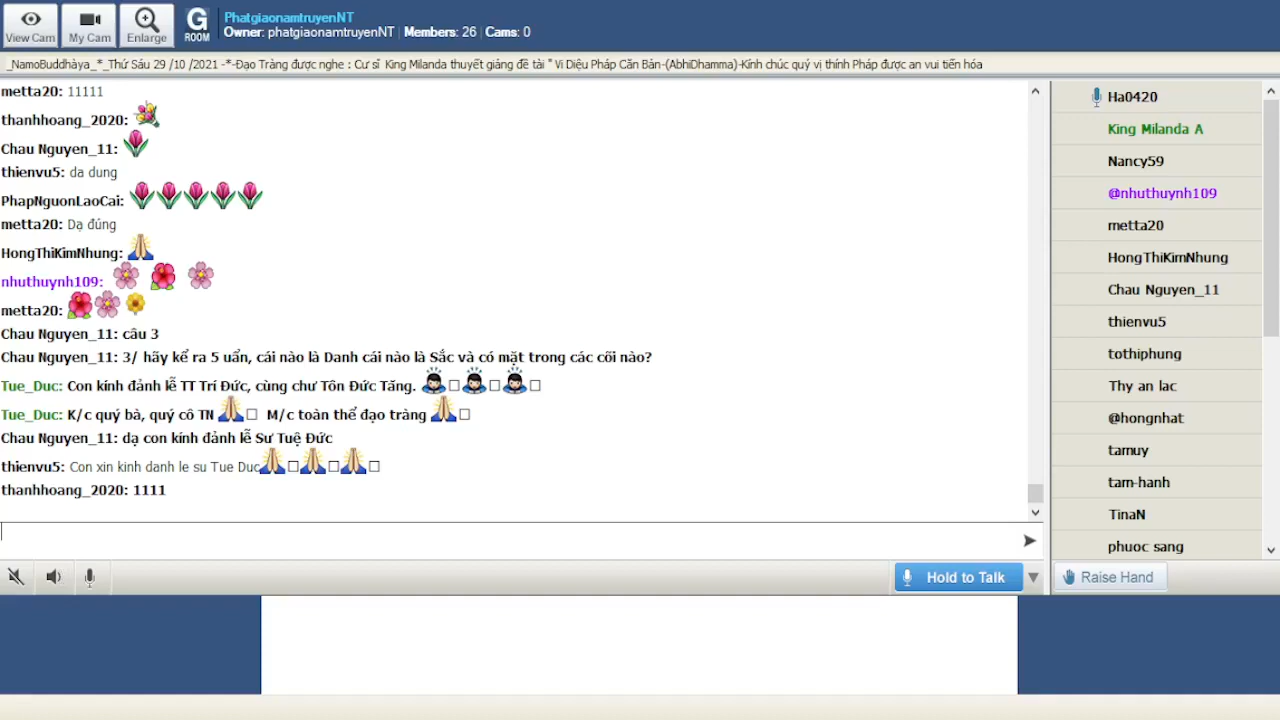 View Cam
My Cam
Enlarge
G
ROOM
PhatgiaonamtruyenNT
Owner: phatgiaonamtruyenNT | Members: 26 | Cams: 0
_NamoBuddhàya_*_Thứ Sáu 29 /10 /2021 -*-Đạo Tràng được nghe : Cư sĩ King Milanda thuyết giảng đề tài " Vi Diệu Pháp Căn Bản-(AbhiDhamma)-Kính chúc quý vị thính Pháp được an vui tiến hóa
metta20: 11111
thanhhoang_2020:
Chau Nguyen_11:
thienvu5: da dung
PhapNguonLaoCai:
metta20: Dạ đúng
HongThiKimNhung:
nhuthuynh109:
metta20:
Chau Nguyen_11: câu 3
Chau Nguyen_11: 3/ hãy kể ra 5 uẩn, cái nào là Danh cái nào là Sắc và có mặt trong các cõi nào?
Tue_Duc: Con kính đảnh lễ TT Trí Đức, cùng chư Tôn Đức Tăng.
Tue_Duc: K/c quý bà, quý cô TN M/c toàn thể đạo tràng
Chau Nguyen_11: dạ con kính đảnh lễ Sư Tuệ Đức
thienvu5: Con xin kinh danh le su Tue Duc
thanhhoang_2020: 1111
Hold to Talk
Ha0420
King Milanda A
Nancy59
@nhuthuynh109
metta20
HongThiKimNhung
Chau Nguyen_11
thienvu5
tothiphung
Thy an lac
@hongnhat
tamuy
tam-hanh
TinaN
phuoc sang
Raise Hand